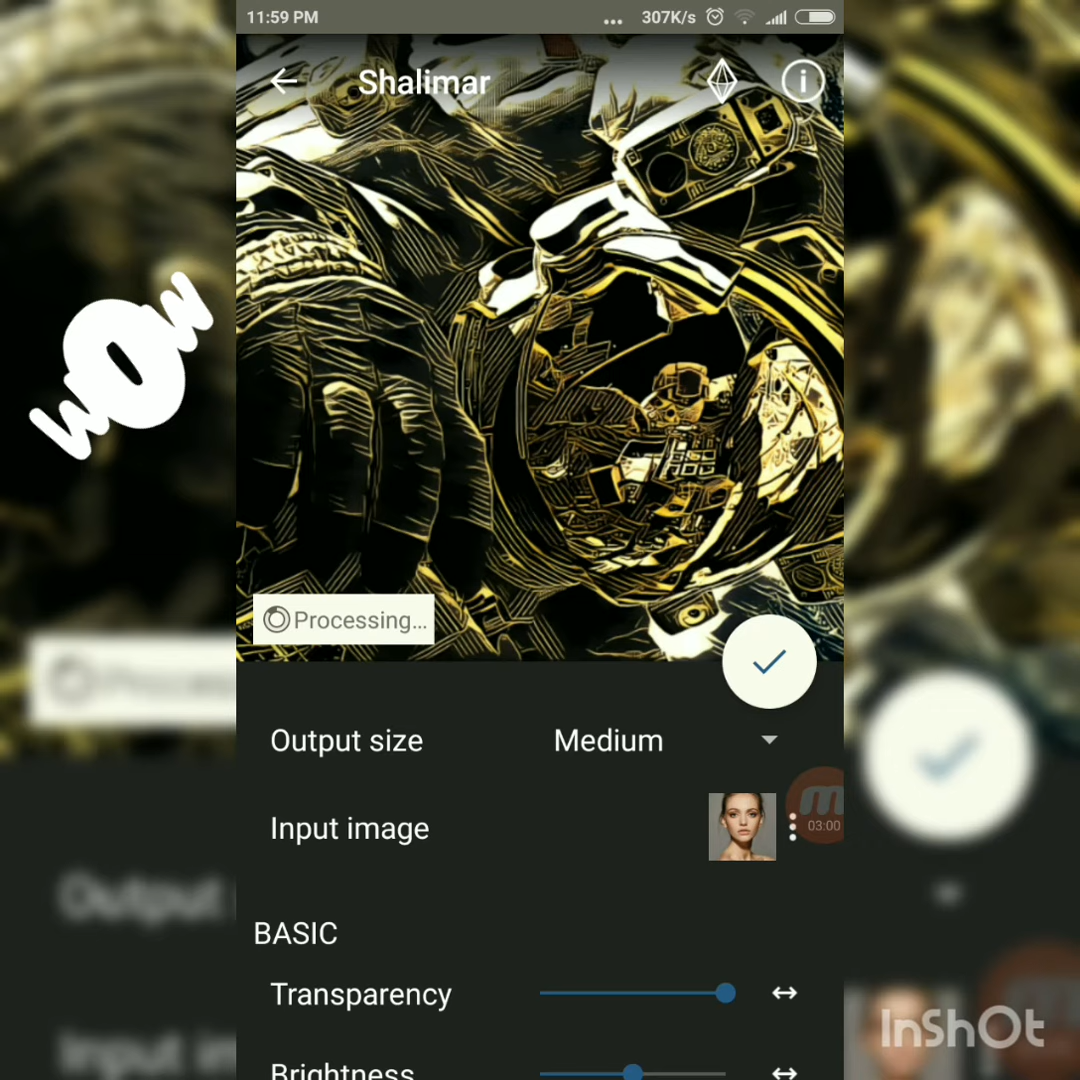 11:59 PM
... 307K/s
Shalimar
wOw
Processing...
Output size
Medium
Input image
03:00
BASIC
Transparency
Brightness
InShOt